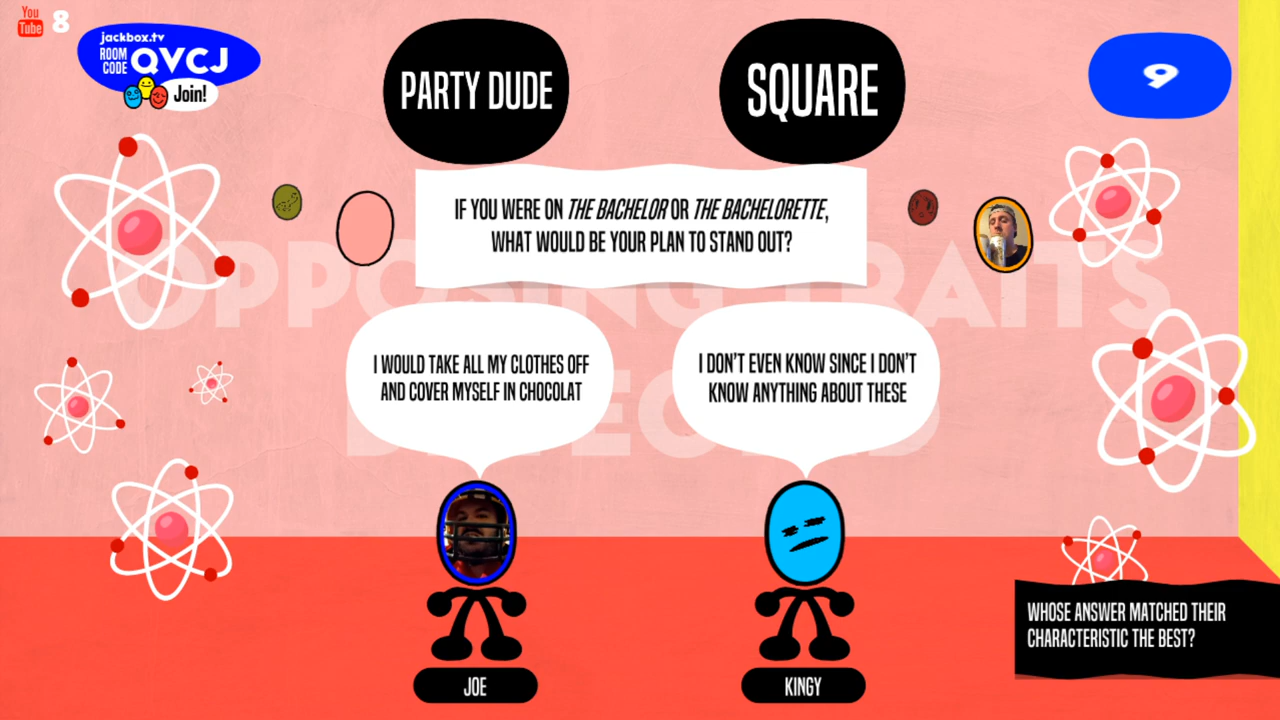 You
Tube
8
jackbox.tv
ROOM
CODE
QVCJ
Join!
PARTY DUDE
SQUARE
9
IF YOU WERE ON THE BACHELOR OR THE BACHELORETTE,
WHAT WOULD BE YOUR PLAN TO STAND OUT?
OPPOSING TRAITS
I WOULD TAKE ALL MY CLOTHES OFF
AND COVER MYSELF IN CHOCOLAT
I DON'T EVEN KNOW SINCE I DON'T
KNOW ANYTHING ABOUT THESE
WHOSE ANSWER MATCHED THEIR
CHARACTERISTIC THE BEST?
JOE
KINGY